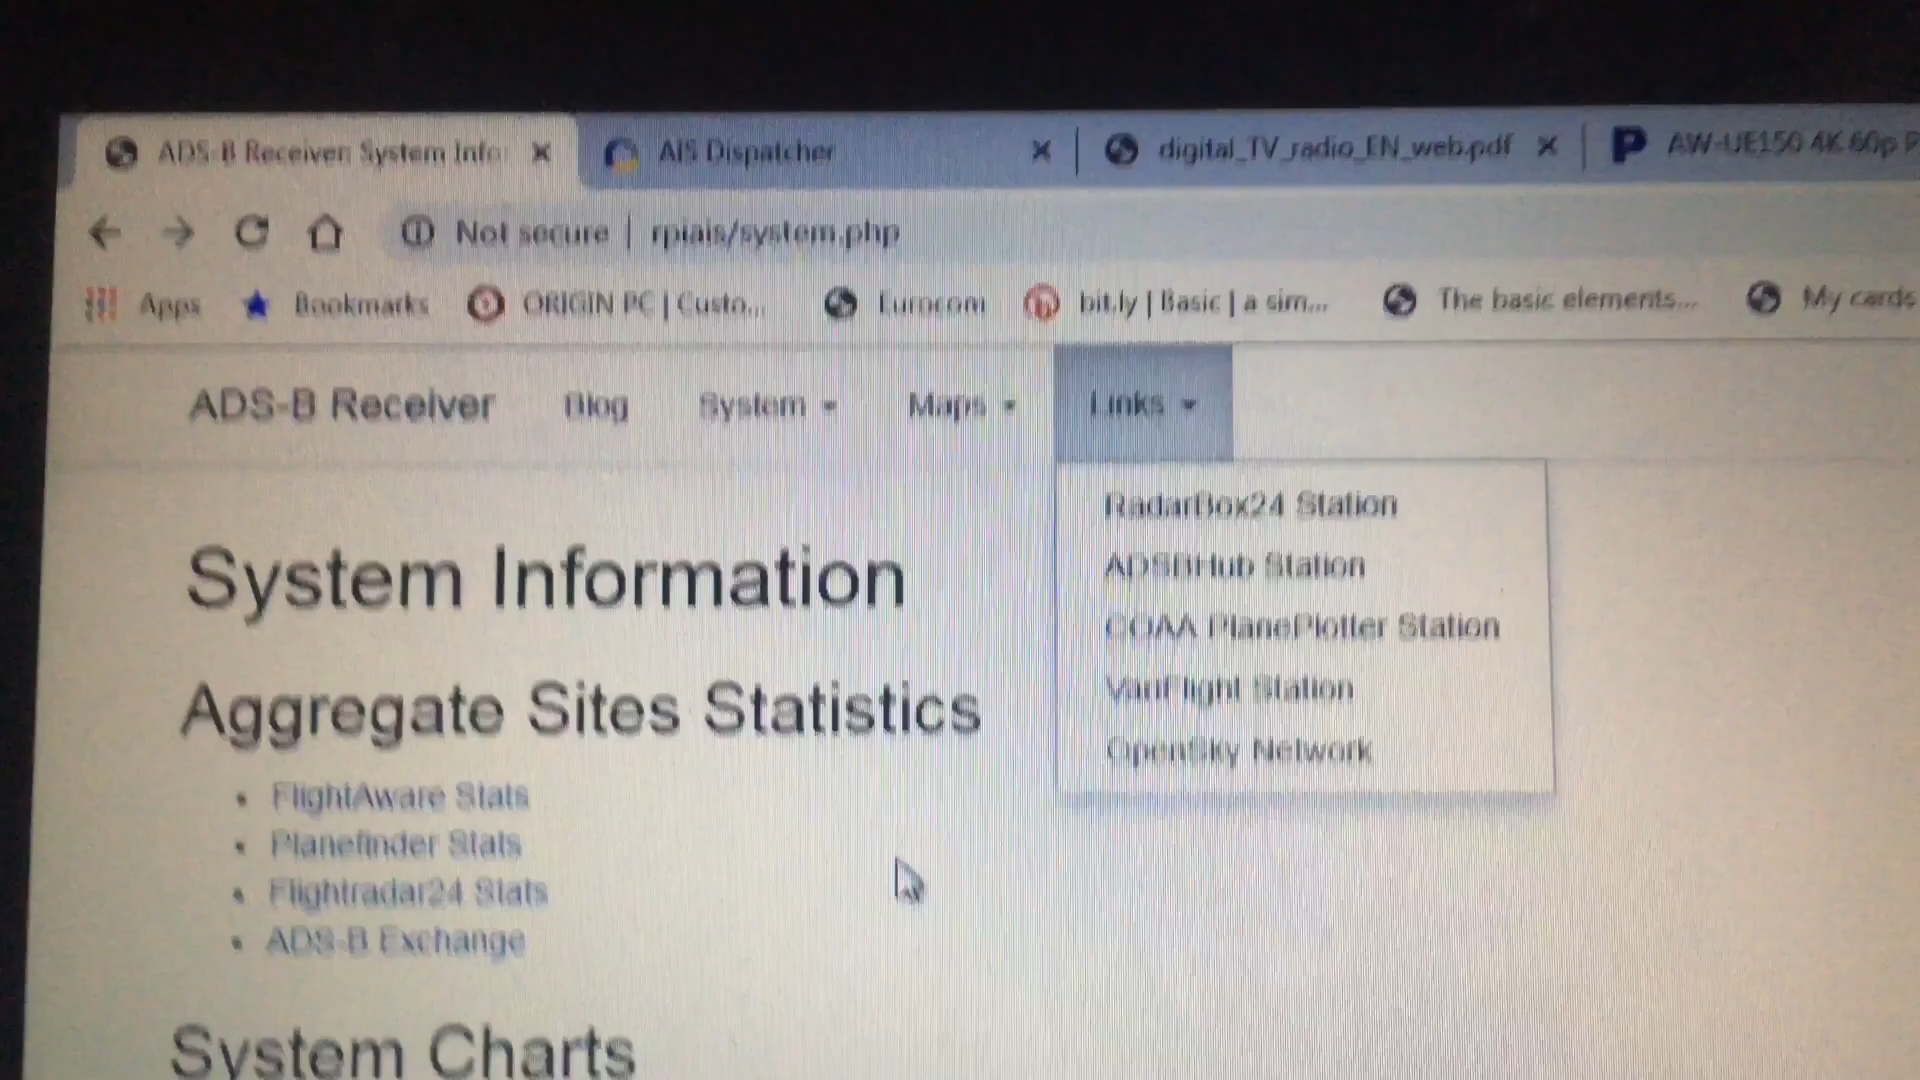 ADS-B Receiver: System Infor
AIS Dispatcher
digital_TV_radio_EN_web.pdf
AW-UE150 4K 60p P
Not secure | rpiais/system.php
Apps
Bookmarks
ORIGIN PC | Custo...
Eurocom
bit.ly | Basic | a sim...
The basic elements...
My cards
ADS-B Receiver
Blog
System
Maps
Links
RadarBox24 Station
ADSBHub Station
COAA PlanePlotter Station
VariFlight Station
OpenSky Network
System Information
Aggregate Sites Statistics
FlightAware Stats
Planefinder Stats
Flightradar24 Stats
ADS-B Exchange
System Charts